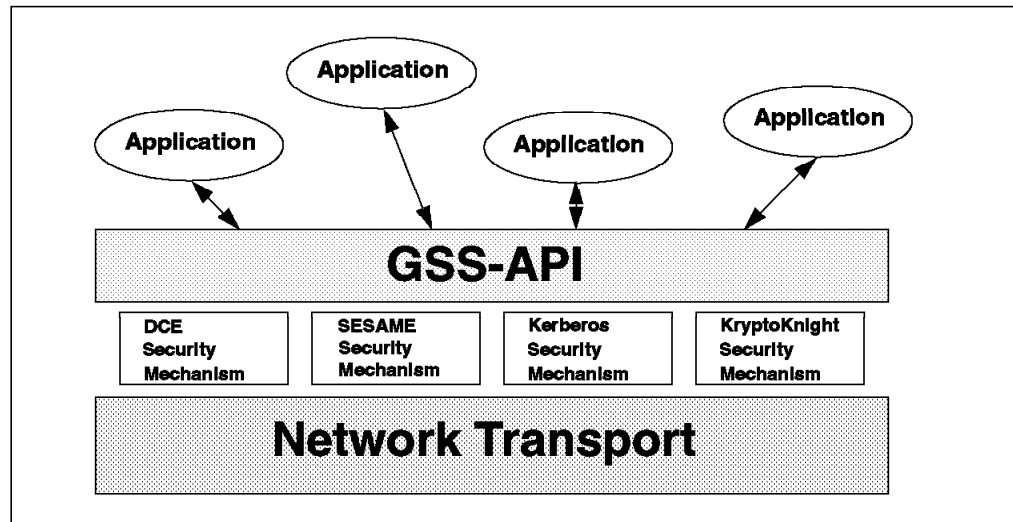 Application
Application
Application
Application
GSS-API
DCE
Security
Mechanism
SESAME
Security
Mechanism
Kerberos
Security
Mechanism
KryptoKnight
Security
Mechanism
Network Transport